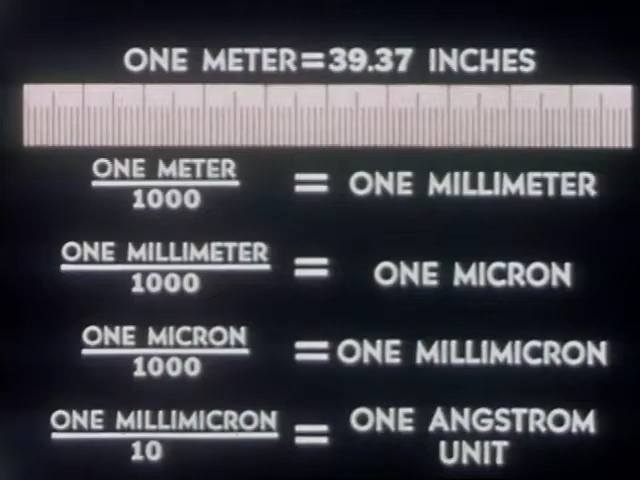 ONE METER=39.37 INCHES
ONE METER
1000
= ONE MILLIMETER
ONE MILLIMETER
1000
= ONE MICRON
ONE MICRON
1000
= ONE MILLIMICRON
ONE MILLIMICRON
10
= ONE ANGSTROM
UNIT